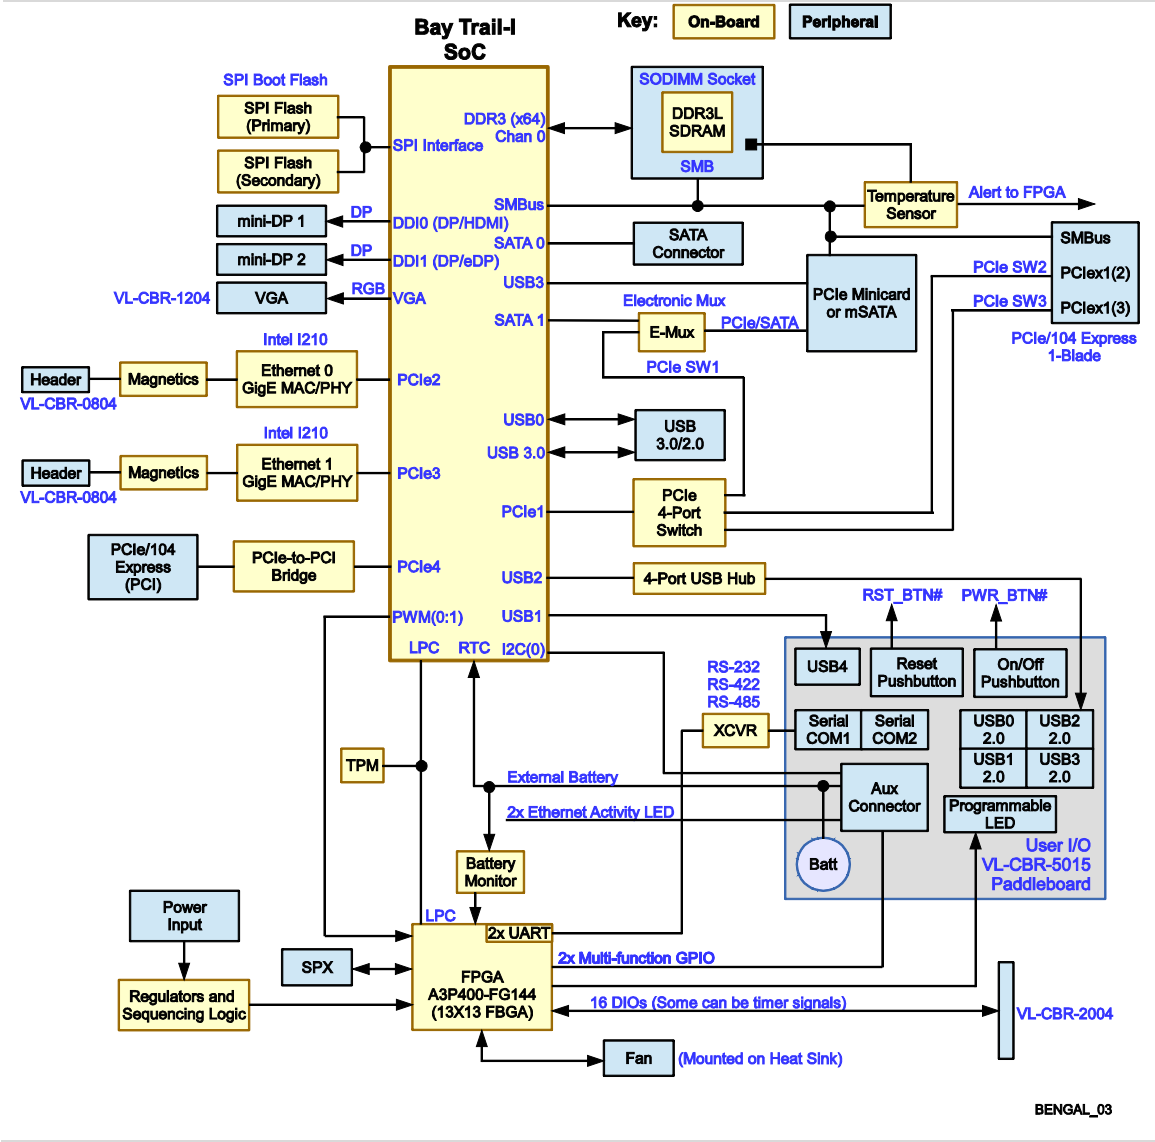 Key:
On-Board
Peripheral
Bay Trail-I
SoC
SPI Boot Flash
SPI Flash
(Primary)
SPI Flash
(Secondary)
SPI Interface
DDR3 (x64)
Chan 0
SODIMM Socket
DDR3L
SDRAM
SMB
SMBus
Temperature
Sensor
Alert to FPGA
mini-DP 1
DP
DDI0 (DP/HDMI)
SATA 0
SATA
Connector
mini-DP 2
DP
DDI1 (DP/eDP)
USB3
VL-CBR-1204
VGA
RGB
VGA
PCIe Minicard
or mSATA
SMBus
PCIe SW2
PCIex1(2)
PCIe SW3
PCIex1(3)
PCIe/104 Express
1-Blade
SATA 1
Electronic Mux
E-Mux
PCIe/SATA
PCIe SW1
Intel I210
Header
Magnetics
Ethernet 0
GigE MAC/PHY
PCIe2
VL-CBR-0804
USB0
USB 3.0
USB
3.0/2.0
Intel I210
Header
Magnetics
Ethernet 1
GigE MAC/PHY
PCIe3
VL-CBR-0804
PCIe1
PCIe
4-Port
Switch
PCIe/104
Express
(PCI)
PCIe-to-PCI
Bridge
PCIe4
USB2
4-Port USB Hub
RST_BTN#
PWR_BTN#
PWM(0:1)
USB1
LPC
RTC
I2C(0)
USB4
Reset
Pushbutton
On/Off
Pushbutton
RS-232
RS-422
RS-485
XCVR
Serial
COM1
Serial
COM2
USB0
2.0
USB2
2.0
USB1
2.0
USB3
2.0
TPM
External Battery
2x Ethernet Activity LED
Aux
Connector
Programmable
LED
Batt
User I/O
VL-CBR-5015
Paddleboard
Battery
Monitor
Power
Input
LPC
2x UART
SPX
FPGA
A3P400-FG144
(13X13 FBGA)
2x Multi-function GPIO
Regulators and
Sequencing Logic
16 DIOs (Some can be timer signals)
VL-CBR-2004
Fan
(Mounted on Heat Sink)
BENGAL_03